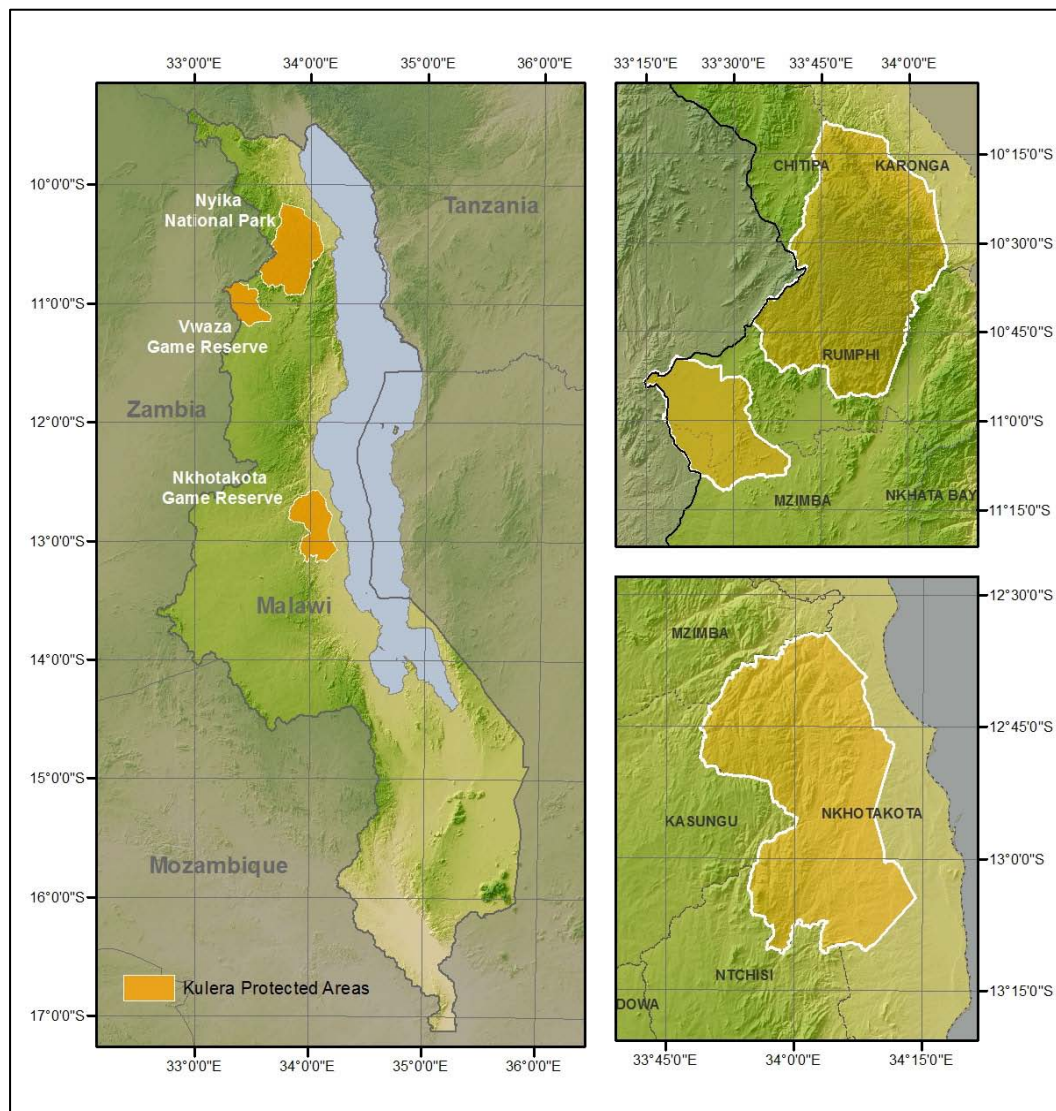 33°0'0"E 34°0'0"E 35°0'0"E 36°0'0"E
10°0'0"S
11°0'0"S
12°0'0"S
13°0'0"S
14°0'0"S
15°0'0"S
16°0'0"S
17°0'0"S
Nyika
National Park
Tanzania
Vwaza
Game Reserve
Zambia
Nkhotakota
Game Reserve
Malawi
Mozambique
Kulera Protected Areas
33°0'0"E 34°0'0"E 35°0'0"E 36°0'0"E
33°15'0"E 33°30'0"E 33°45'0"E 34°0'0"E
CHITIPA KARONGA
RUMPHI
MZIMBA
NKHATA BAY
10°15'0"S
10°30'0"S
10°45'0"S
11°0'0"S
11°15'0"S
12°30'0"S
12°45'0"S
13°0'0"S
13°15'0"S
MZIMBA
KASUNGU
NKHOTAKOTA
NTCHISI
DOWA
33°45'0"E 34°0'0"E 34°15'0"E